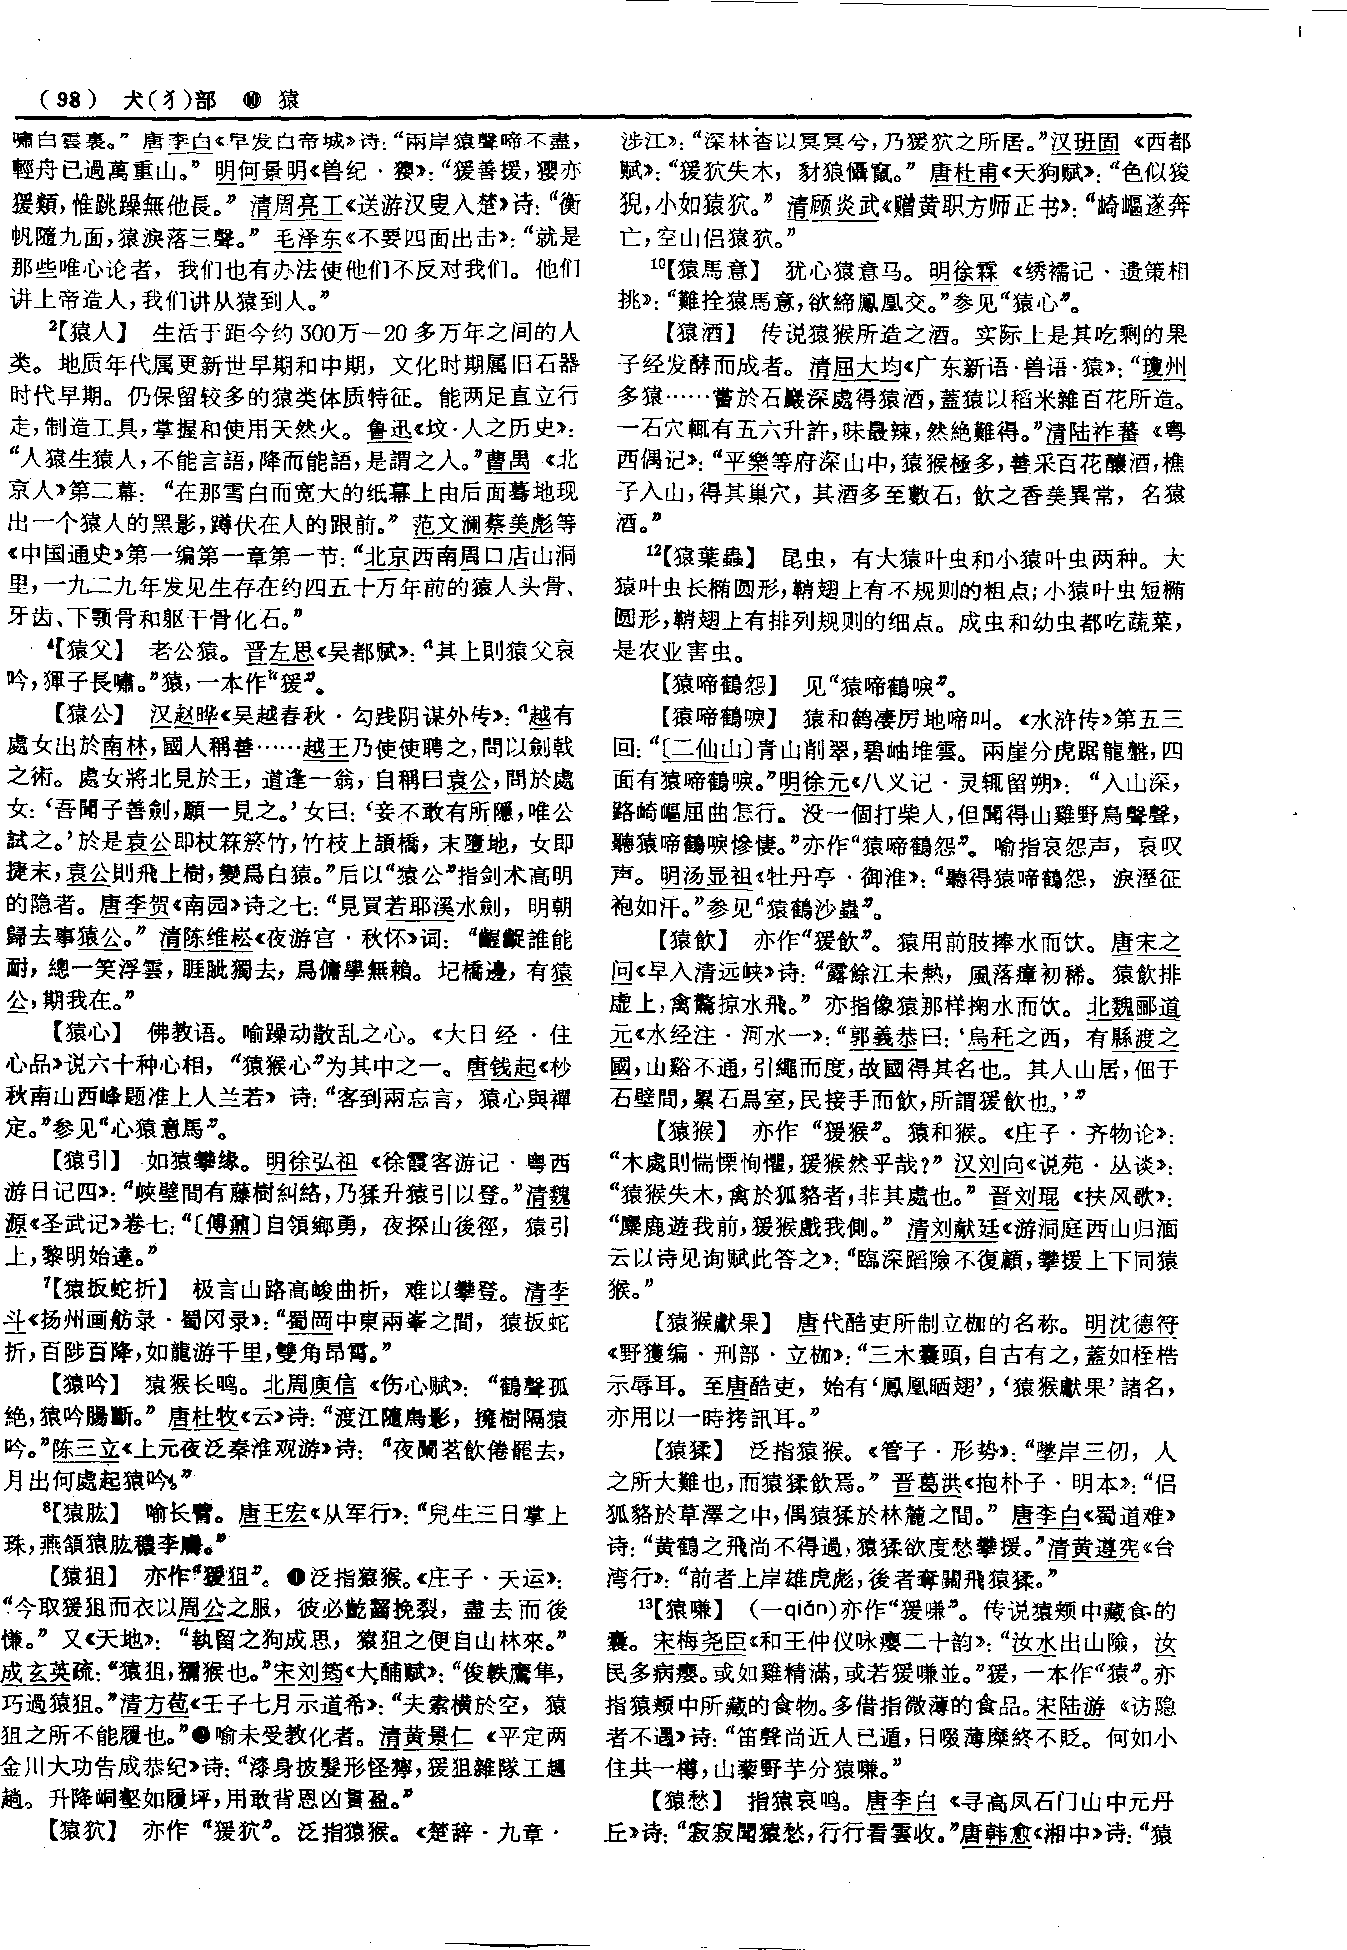 (98) 犬(犭)部 ⑩ 猿
嘯白雲裏。”唐李白《早发白帝城》诗:“兩岸猿聲啼不盡,
輕舟已過萬重山。”明何景明《兽纪·玃》:“猨善援,玃亦
猨類,惟跳躁無他長。”清周亮工《送游汉叟入楚》诗:“衡
帆隨九面,猿淚落三聲。”毛泽东《不要四面出击》:“就是
那些唯心论者,我们也有办法使他们不反对我们。他们
讲上帝造人,我们讲从猿到人。”
²【猿人】 生活于距今约300万—20多万年之间的人
类。地质年代属更新世早期和中期,文化时期属旧石器
时代早期。仍保留较多的猿类体质特征。能两足直立行
走,制造工具,掌握和使用天然火。鲁迅《坟·人之历史》:
“人猿生猿人,不能言語,降而能語,是謂之人。”曹禺《北
京人》第二幕:“在那雪白而宽大的纸幕上由后面蓦地现
出一个猿人的黑影,蹲伏在人的跟前。”范文澜蔡美彪等
《中国通史》第一编第一章第一节:“北京西南周口店山洞
里,一九二九年发见生存在约四五十万年前的猿人头骨、
牙齿、下颚骨和躯干骨化石。”
⁴【猿父】 老公猿。晋左思《吴都赋》:“其上則猿父哀
吟,獋子長嘯。”猿,一本作“猨”。
【猿公】 汉赵晔《吴越春秋·勾践阴谋外传》:“越有
處女出於南林,國人稱善……越王乃使使聘之,問以劍戟
之術。處女將北見於王,道逢一翁,自稱曰袁公,問於處
女:‘吾聞子善劍,願一見之。’女曰:‘妾不敢有所隱,唯公
試之。’於是袁公即杖箖箊竹,竹枝上頡橋,末墮地,女即
捷末,袁公則飛上樹,變爲白猿。”后以“猿公”指剑术高明
的隐者。唐李贺《南园》诗之七:“見買若耶溪水劍,明朝
歸去事猿公。”清陈维崧《夜游宫·秋怀》词:“齷齪誰能
耐,總一笑浮雲,睚眦獨去,爲傭學無賴。圯橋邊,有猿
公,期我在。”
【猿心】 佛教语。喻躁动散乱之心。《大日经·住
心品》说六十种心相,“猿猴心”为其中之一。唐钱起《杪
秋南山西峰题准上人兰若》诗:“客到兩忘言,猿心與禪
定。”参见“心猿意馬”。
【猿引】 如猿攀缘。明徐弘祖《徐霞客游记·粤西
游日记四》:“峽壁間有藤樹糾絡,乃猱升猿引以登。”清魏
源《圣武记》卷七:“〔傅鼐〕自領鄉勇,夜探山後徑,猿引
上,黎明始達。”
⁷【猿扳蛇折】 极言山路高峻曲折,难以攀登。清李
斗《扬州画舫录·蜀冈录》:“蜀岡中東兩峯之間,猿扳蛇
折,百陟百降,如龍游千里,雙角昂霄。”
【猿吟】 猿猴长鸣。北周庾信《伤心赋》:“鶴聲孤
絶,猿吟腸斷。”唐杜牧《云》诗:“渡江隨鳥影,擁樹隔猿
吟。”陈三立《上元夜泛秦淮观游》诗:“夜闌茗飲倦罷去,
月出何處起猿吟。”
⁸【猿肱】 喻长臂。唐王宏《从军行》:“兒生三日掌上
珠,燕頷猿肱穠李膚。”
【猿狙】 亦作“猨狙”。❶泛指猿猴。《庄子·天运》:
“今取猨狙而衣以周公之服,彼必齕齧挽裂,盡去而後
慊。”又《天地》:“執留之狗成思,猿狙之便自山林來。”
成玄英疏:“猿狙,獼猴也。”宋刘筠《大酺赋》:“俊軼鷹隼,
巧過猿狙。”清方苞《壬子七月示道希》:“夫索横於空,猿
狙之所不能履也。”❷喻未受教化者。清黄景仁《平定两
金川大功告成恭纪》诗:“漆身披髮形怪獰,猨狙雜隊工趫
趟。升降峒壑如履坪,用敢背恩凶貫盈。”
【猿狖】 亦作“猨狖”。泛指猿猴。《楚辞·九章·
涉江》:“深林杳以冥冥兮,乃猨狖之所居。”汉班固《西都
赋》:“猨狖失木,豺狼懾竄。”唐杜甫《天狗赋》:“色似狻
猊,小如猿狖。”清顾炎武《赠黄职方师正书》:“崎嶇遂奔
亡,空山侣猿狖。”
¹⁰【猿馬意】 犹心猿意马。明徐霖《绣襦记·遗策相
挑》:“難拴猿馬意,欲締鳳凰交。”参见“猿心”。
【猿酒】 传说猿猴所造之酒。实际上是其吃剩的果
子经发酵而成者。清屈大均《广东新语·兽语·猿》:“瓊州
多猿……嘗於石巖深處得猿酒,蓋猿以稻米雜百花所造。
一石穴輒有五六升許,味最辣,然絶難得。”清陆祚蕃《粤
西偶记》:“平樂等府深山中,猿猴極多,善采百花釀酒,樵
子入山,得其巢穴,其酒多至數石,飲之香美異常,名猿
酒。”
¹²【猿葉蟲】 昆虫,有大猿叶虫和小猿叶虫两种。大
猿叶虫长椭圆形,鞘翅上有不规则的粗点;小猿叶虫短椭
圆形,鞘翅上有排列规则的细点。成虫和幼虫都吃蔬菜,
是农业害虫。
【猿啼鶴怨】 见“猿啼鶴唳”。
【猿啼鶴唳】 猿和鹤凄厉地啼叫。《水浒传》第五三
回:“〔二仙山〕青山削翠,碧岫堆雲。兩崖分虎踞龍盤,四
面有猿啼鶴唳。”明徐元《八义记·灵辄留朔》:“入山深,
路崎嶇屈曲怎行。没一個打柴人,但聞得山雞野鳥聲聲,
聽猿啼鶴唳慘悽。”亦作“猿啼鶴怨”。喻指哀怨声,哀叹
声。明汤显祖《牡丹亭·御淮》:“聽得猿啼鶴怨,淚溼征
袍如汗。”参见“猿鶴沙蟲”。
【猿飲】 亦作“猨飲”。猿用前肢捧水而饮。唐宋之
问《早入清远峡》诗:“露餘江未熱,風落瘴初稀。猿飲排
虚上,禽驚掠水飛。”亦指像猿那样掬水而饮。北魏郦道
元《水经注·河水一》:“郭義恭曰:‘烏秅之西,有縣渡之
國,山谿不通,引繩而度,故國得其名也。其人山居,佃于
石壁間,累石爲室,民接手而飲,所謂猨飲也。’”
【猿猴】 亦作“猨猴”。猿和猴。《庄子·齐物论》:
“木處則惴慄恂懼,猨猴然乎哉?”汉刘向《说苑·丛谈》:
“猿猴失木,禽於狐貉者,非其處也。”晋刘琨《扶风歌》:
“麋鹿遊我前,猨猴戲我側。”清刘献廷《游洞庭西山归湎
云以诗见询赋此答之》:“臨深蹈險不復顧,攀援上下同猿
猴。”
【猿猴獻果】 唐代酷吏所制立枷的名称。明沈德符
《野獲编·刑部·立枷》:“三木囊頭,自古有之,蓋如桎梏
示辱耳。至唐酷吏,始有‘鳳凰晒翅’,‘猿猴獻果’諸名,
亦用以一時拷訊耳。”
【猿猱】 泛指猿猴。《管子·形势》:“墜岸三仞,人
之所大難也,而猿猱飲焉。”晋葛洪《抱朴子·明本》:“侣
狐貉於草澤之中,偶猿猱於林麓之間。”唐李白《蜀道难》
诗:“黄鶴之飛尚不得過,猿猱欲度愁攀援。”清黄遵宪《台
湾行》:“前者上岸雄虎彪,後者奪關飛猿猱。”
¹³【猿嗛】 (—qiǎn)亦作“猨嗛”。传说猿颊中藏食的
囊。宋梅尧臣《和王仲仪咏瘿二十韵》:“汝水出山險,汝
民多病癭。或如雞精滿,或若猨嗛並。”猨,一本作“猿”。亦
指猿颊中所藏的食物。多借指微薄的食品。宋陆游《访隐
者不遇》诗:“笛聲尚近人已遁,日啜薄糜終不貶。何如小
住共一樽,山藜野芋分猿嗛。”
【猿愁】 指猿哀鸣。唐李白《寻高凤石门山中元丹
丘》诗:“寂寂聞猿愁,行行看雲收。”唐韩愈《湘中》诗:“猿